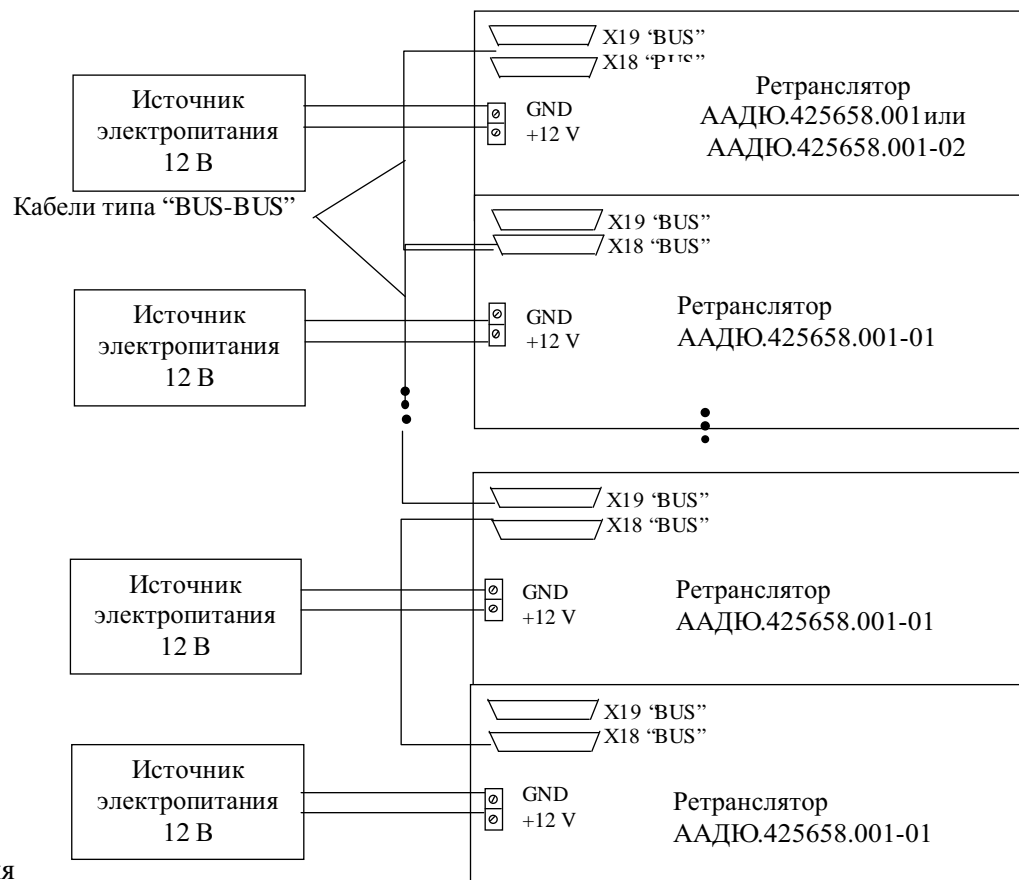 X19 “BUS”
X18 “BUS”
Источник
электропитания
12 В
GND
+12 V
Ретранслятор
ААДЮ.425658.001или
ААДЮ.425658.001-02
Кабели типа “BUS-BUS”
X19 “BUS”
X18 “BUS”
Источник
электропитания
12 В
GND
+12 V
Ретранслятор
ААДЮ.425658.001-01
X19 “BUS”
X18 “BUS”
Источник
электропитания
12 В
GND
+12 V
Ретранслятор
ААДЮ.425658.001-01
X19 “BUS”
X18 “BUS”
Источник
электропитания
12 В
GND
+12 V
Ретранслятор
ААДЮ.425658.001-01
ия